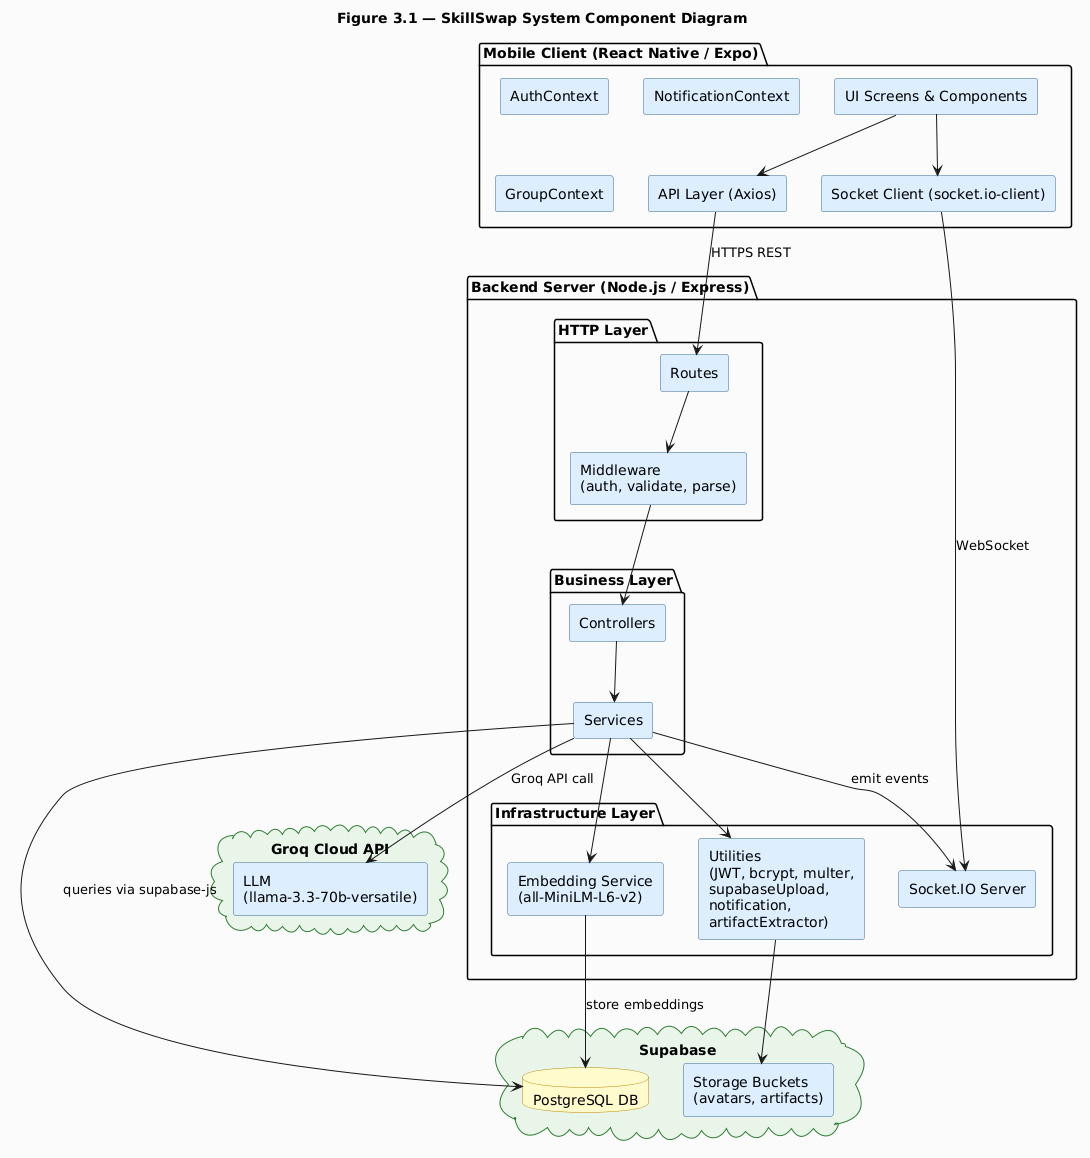 Figure 3.1 — SkillSwap System Component Diagram
Mobile Client (React Native / Expo)
AuthContext
NotificationContext
UI Screens & Components
GroupContext
API Layer (Axios)
Socket Client (socket.io-client)
HTTPS REST
Backend Server (Node.js / Express)
HTTP Layer
Routes
Middleware
(auth, validate, parse)
WebSocket
Business Layer
Controllers
Services
Groq API call
emit events
Infrastructure Layer
Groq Cloud API
LLM
(llama-3.3-70b-versatile)
queries via supabase-js
Embedding Service
(all-MiniLM-L6-v2)
Utilities
(JWT, bcrypt, multer,
supabaseUpload,
notification,
artifactExtractor)
Socket.IO Server
store embeddings
Supabase
PostgreSQL DB
Storage Buckets
(avatars, artifacts)